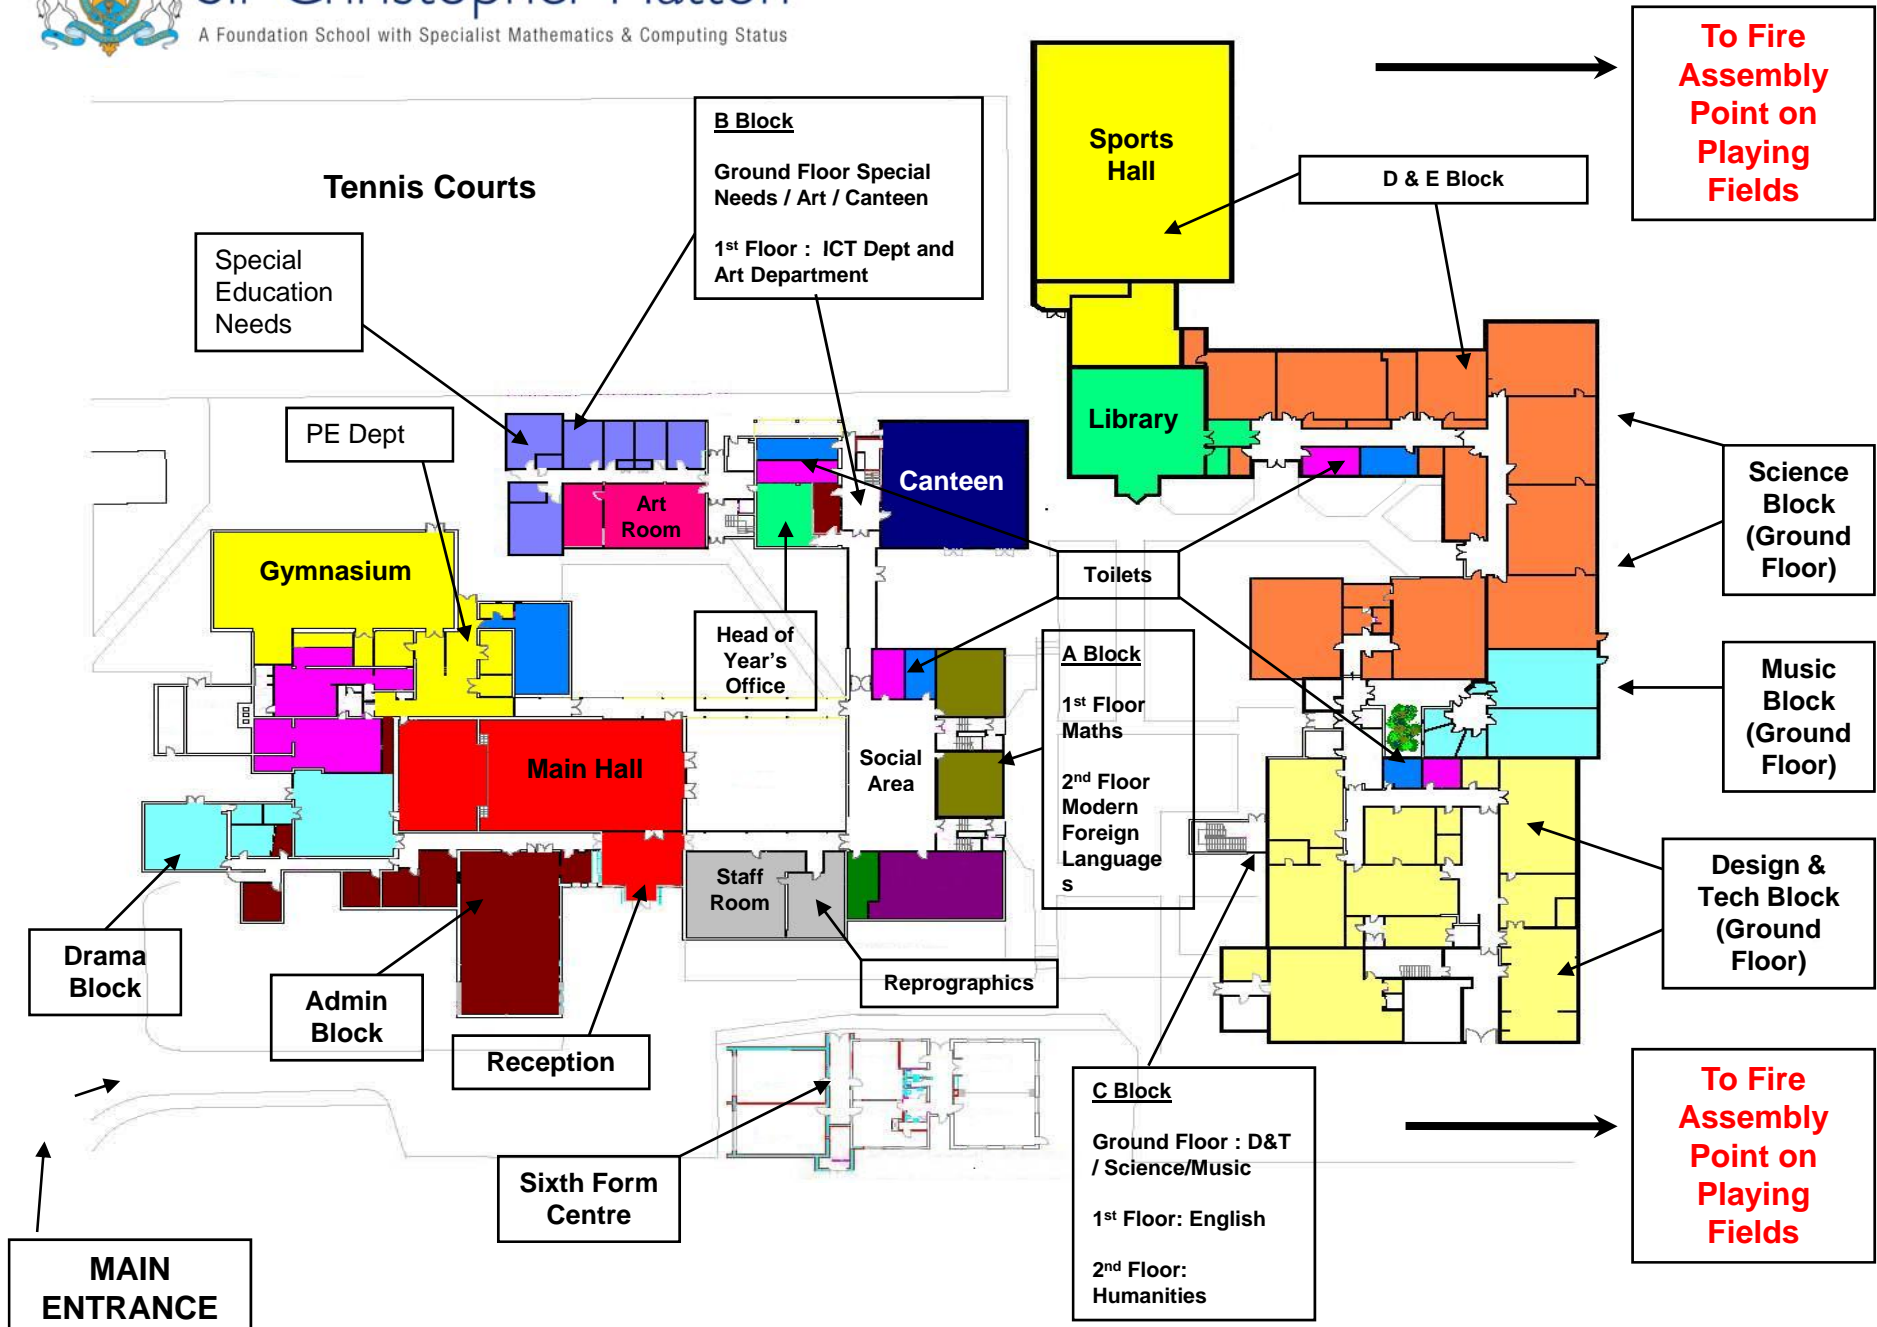 Sir Christopher Hatton
A Foundation School with Specialist Mathematics & Computing Status
To Fire
Assembly
Point on
Playing
Fields
B Block
Ground Floor Special
Needs / Art / Canteen
1st Floor : ICT Dept and
Art Department
Sports
Hall
D & E Block
Tennis Courts
Special
Education
Needs
PE Dept
Library
Canteen
Art
Room
Science
Block
(Ground
Floor)
Gymnasium
Toilets
Head of
Year's
Office
A Block
1st Floor
Maths
2nd Floor
Modern
Foreign
Language
s
Music
Block
(Ground
Floor)
Main Hall
Social
Area
Staff
Room
Design &
Tech Block
(Ground
Floor)
Drama
Block
Admin
Block
Reception
Reprographics
Sixth Form
Centre
C Block
Ground Floor : D&T
/ Science/Music
1st Floor: English
2nd Floor:
Humanities
To Fire
Assembly
Point on
Playing
Fields
MAIN
ENTRANCE